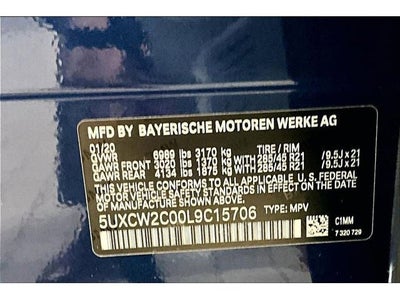 MFD BY BAYERISCHE MOTOREN WERKE AG
01/20 TIRE / RIM
GVWR 6989 lbs 3170 kg
GAWR FRONT 3020 lbs 1370 kg WITH 285/45 R21 / 9.5J x 21
GAWR REAR 4134 lbs 1875 kg WITH 285/45 R21 / 9.5J x 21
THIS VEHICLE CONFORMS TO ALL APPLICABLE U. S. FEDERAL
MOTOR VEHICLE SAFETY STANDARDS IN EFFECT ON THE DATE
OF MANUFACTURE SHOWN ABOVE.
5UXCW2C00L9C15706 TYPE: MPV
C1MM
7 320 729